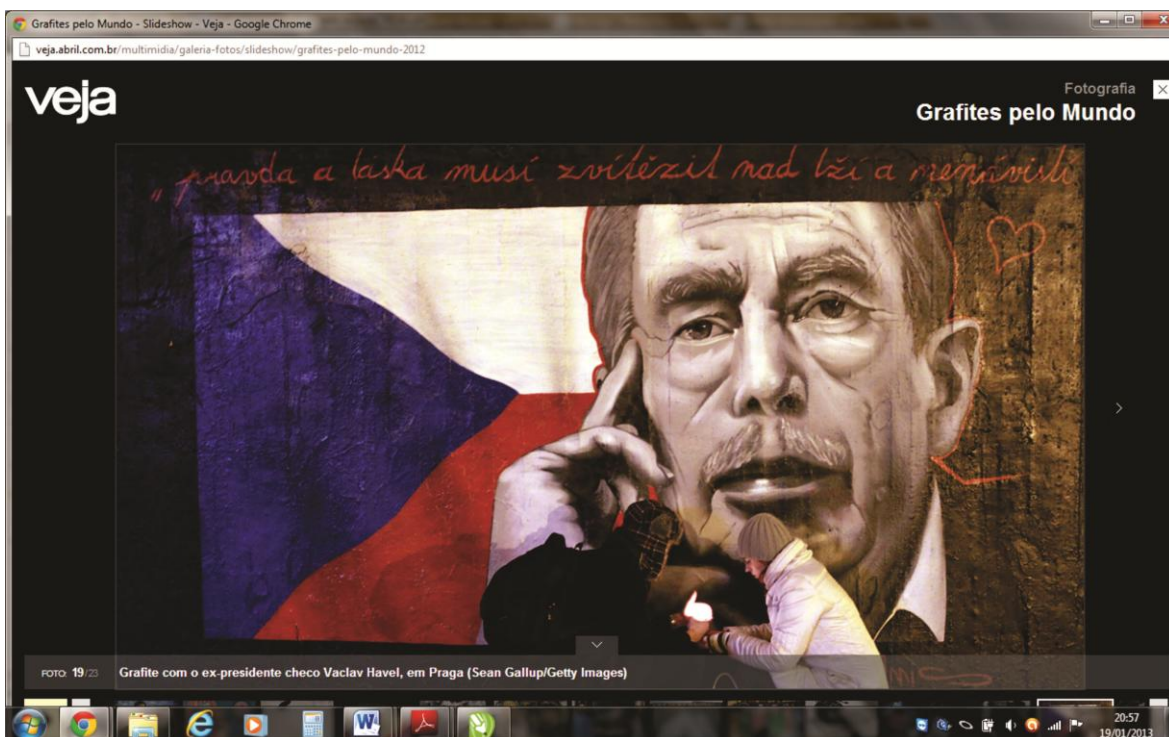 Grafites pelo Mundo - Slideshow - Veja - Google Chrome
veja.abril.com.br/multimidia/galeria-fotos/slideshow/grafites-pelo-mundo-2012
veja
Fotografia
Grafites pelo Mundo
„pravda a láska musí zvítězit nad lží a nenávistí
MiS
FOTO: 19/23 Grafite com o ex-presidente checo Vaclav Havel, em Praga (Sean Gallup/Getty Images)
20:57
19/01/2013